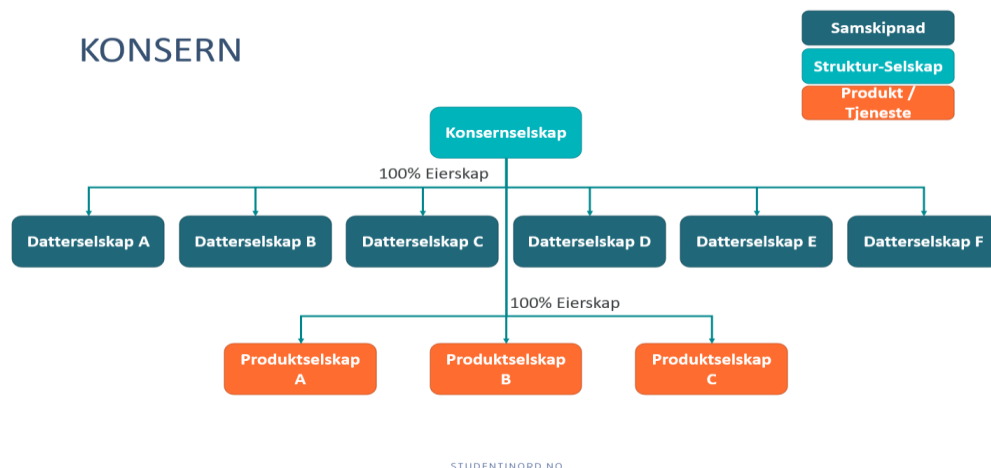 KONSERN
Samskipnad
Struktur-Selskap
Produkt /
Tjeneste
Konsernselskap
100% Eierskap
Datterselskap A
Datterselskap B
Datterselskap C
Datterselskap D
Datterselskap E
Datterselskap F
100% Eierskap
Produktselskap
A
Produktselskap
B
Produktselskap
C
STUDENTINORD.NO